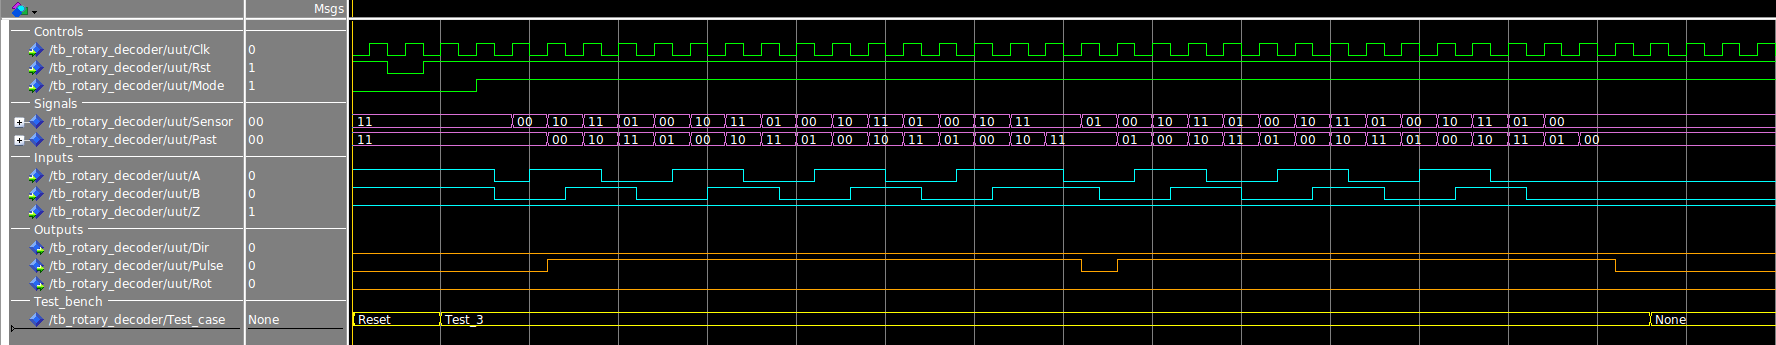 Msgs
Controls
/tb_rotary_decoder/uut/Clk 0
/tb_rotary_decoder/uut/Rst 1
/tb_rotary_decoder/uut/Mode 1
Signals
/tb_rotary_decoder/uut/Sensor 00 11 00 10 11 01 00 10 11 01 00 10 11 01 00 10 11 01 00 10 11 01 00 10 11 01 00 10 11 01 00
/tb_rotary_decoder/uut/Past 00 11 00 10 11 01 00 10 11 01 00 10 11 01 00 10 11 01 00 10 11 01 00 10 11 01 00 10 11 01 00
Inputs
/tb_rotary_decoder/uut/A 0
/tb_rotary_decoder/uut/B 0
/tb_rotary_decoder/uut/Z 1
Outputs
/tb_rotary_decoder/uut/Dir 0
/tb_rotary_decoder/uut/Pulse 0
/tb_rotary_decoder/uut/Rot 0
Test_bench
/tb_rotary_decoder/Test_case None Reset Test_3 None